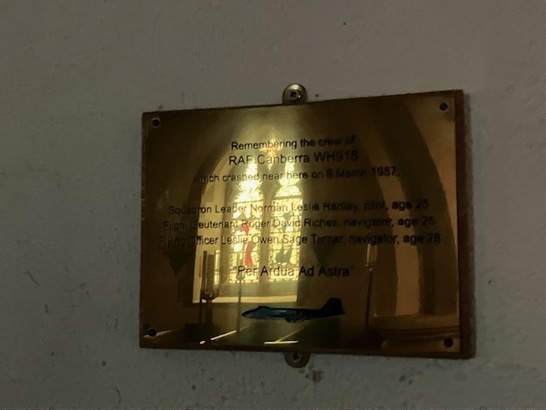 Remembering the crew of
RAF Canberra WH915
which crashed near here on 8 March 1957.
Squadron Leader Norman Leslie Hartley, pilot, age 25
Flight Lieutenant Roger David Riches, navigator, age 25
Flying Officer Leslie Owen Sage Turner, navigator, age 28
"Per Ardua Ad Astra"